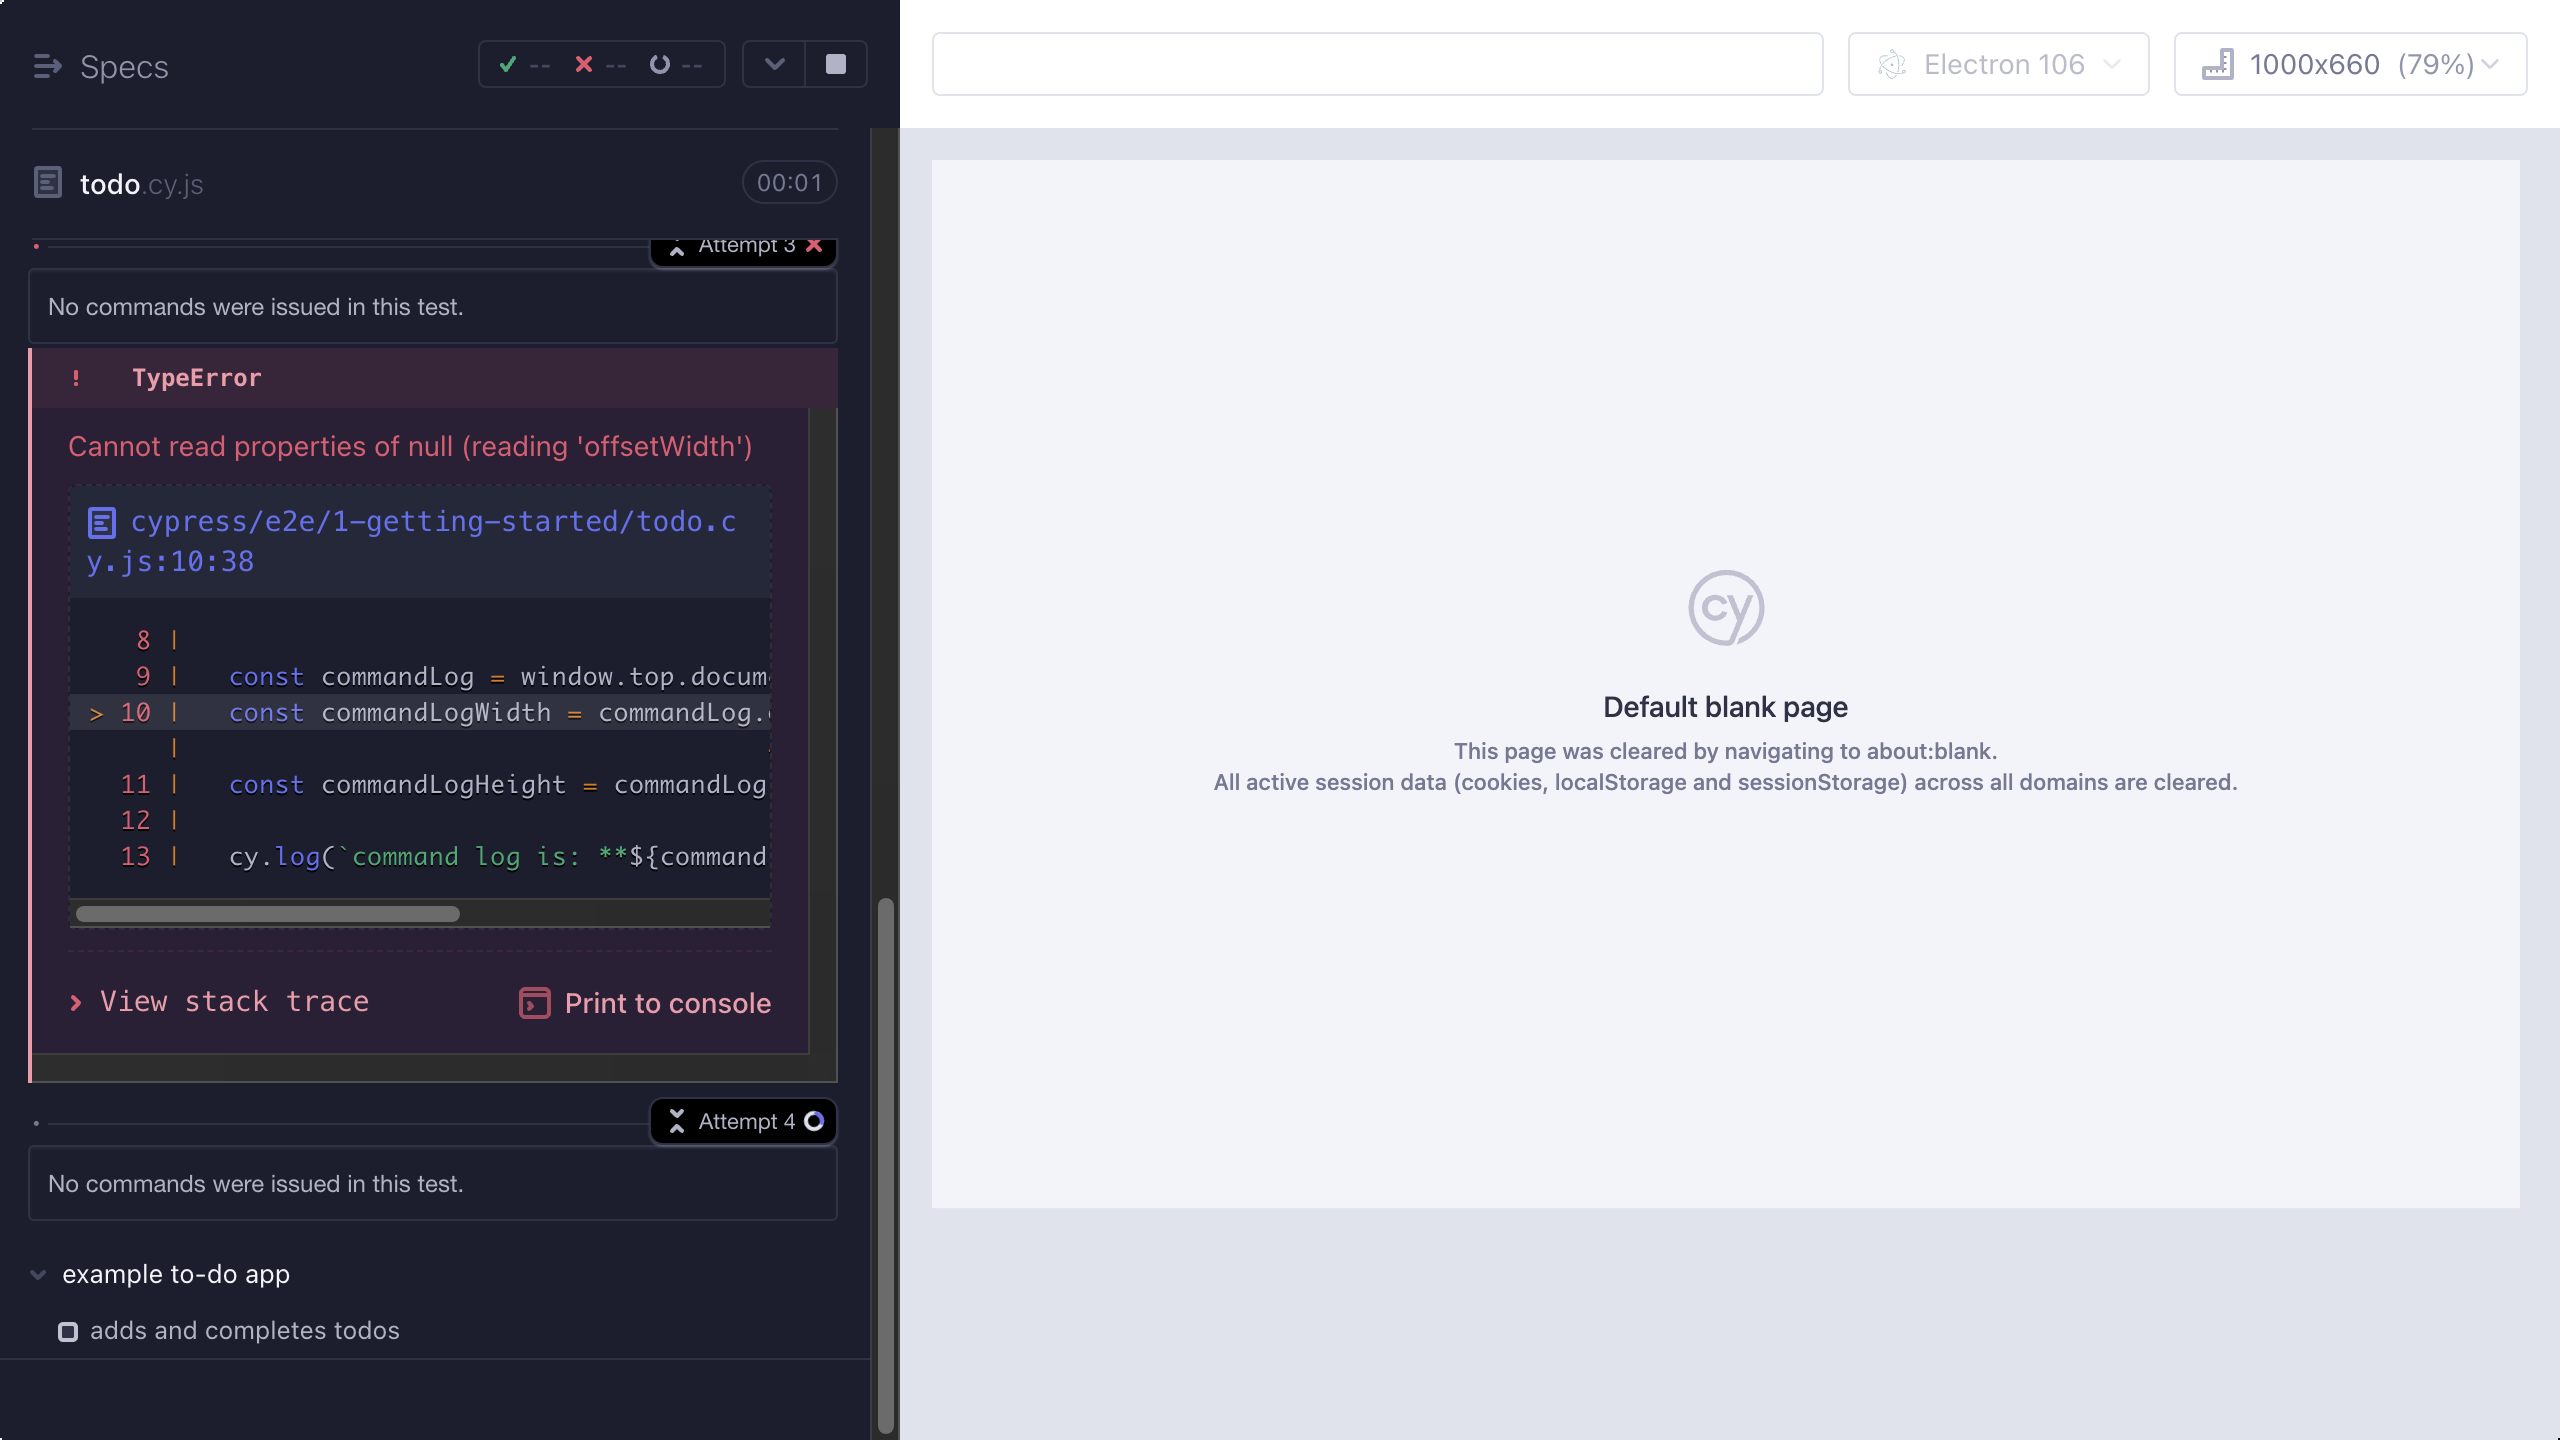 Specs
-- -- --
todo.cy.js
00:01
Attempt 3
No commands were issued in this test.
! TypeError
Cannot read properties of null (reading 'offsetWidth')
cypress/e2e/1-getting-started/todo.c
y.js:10:38
8 |
9 | const commandLog = window.top.docum
> 10 | const commandLogWidth = commandLog.
|
11 | const commandLogHeight = commandLog
12 |
13 | cy.log(`command log is: **${command
View stack trace
Print to console
Attempt 4
No commands were issued in this test.
example to-do app
adds and completes todos
Electron 106
1000x660 (79%)
cy
Default blank page
This page was cleared by navigating to about:blank.
All active session data (cookies, localStorage and sessionStorage) across all domains are cleared.